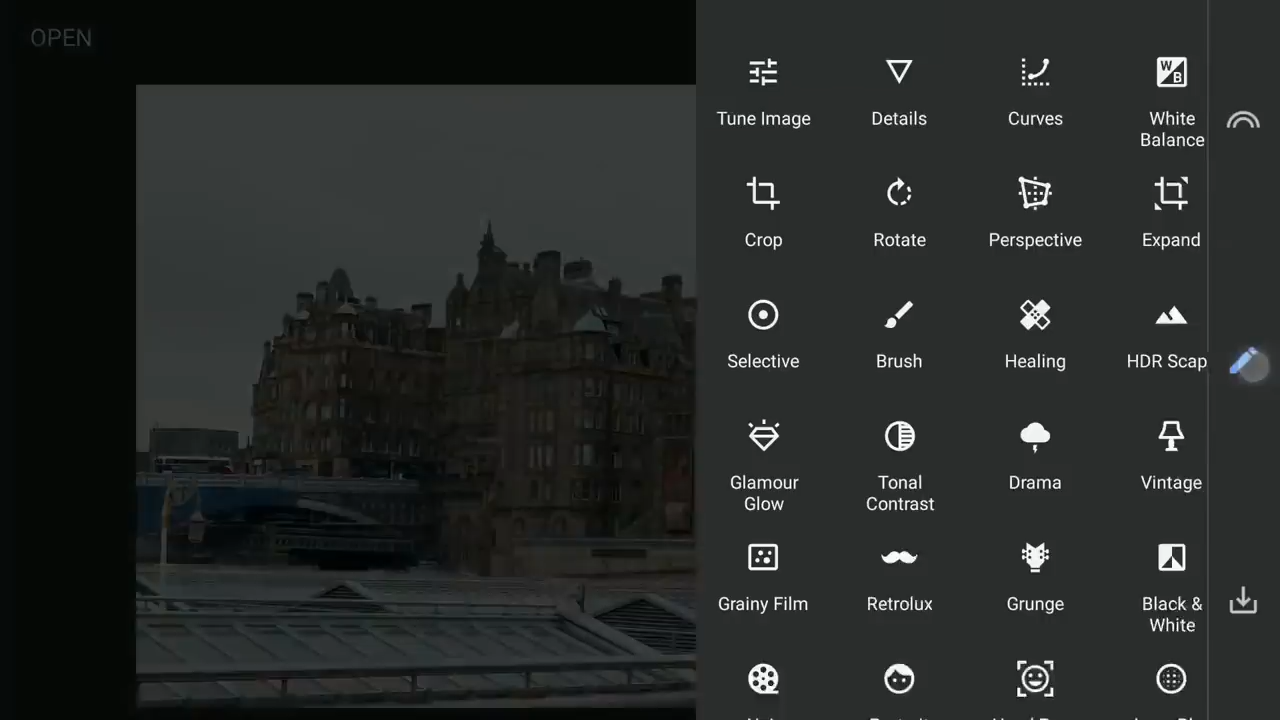 OPEN
Tune Image
Details
Curves
White
Balance
Crop
Rotate
Perspective
Expand
Selective
Brush
Healing
HDR Scap
Glamour
Glow
Tonal
Contrast
Drama
Vintage
Grainy Film
Retrolux
Grunge
Black &
White